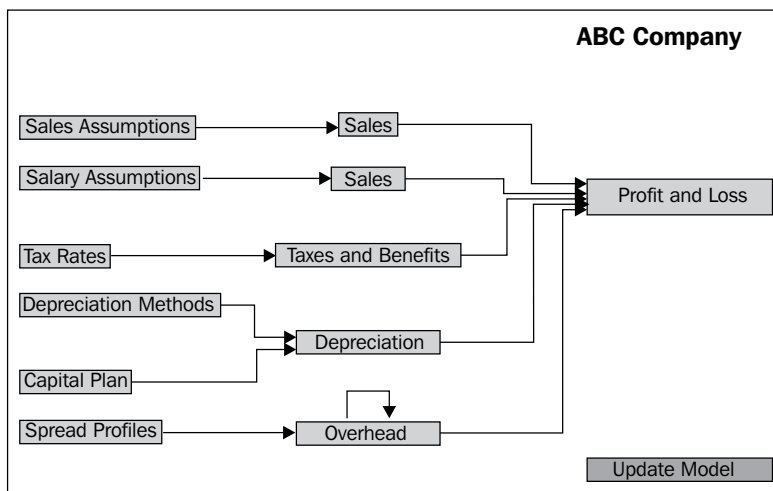 ABC Company
Sales Assumptions
Sales
Salary Assumptions
Sales
Profit and Loss
Tax Rates
Taxes and Benefits
Depreciation Methods
Depreciation
Capital Plan
Spread Profiles
Overhead
Update Model